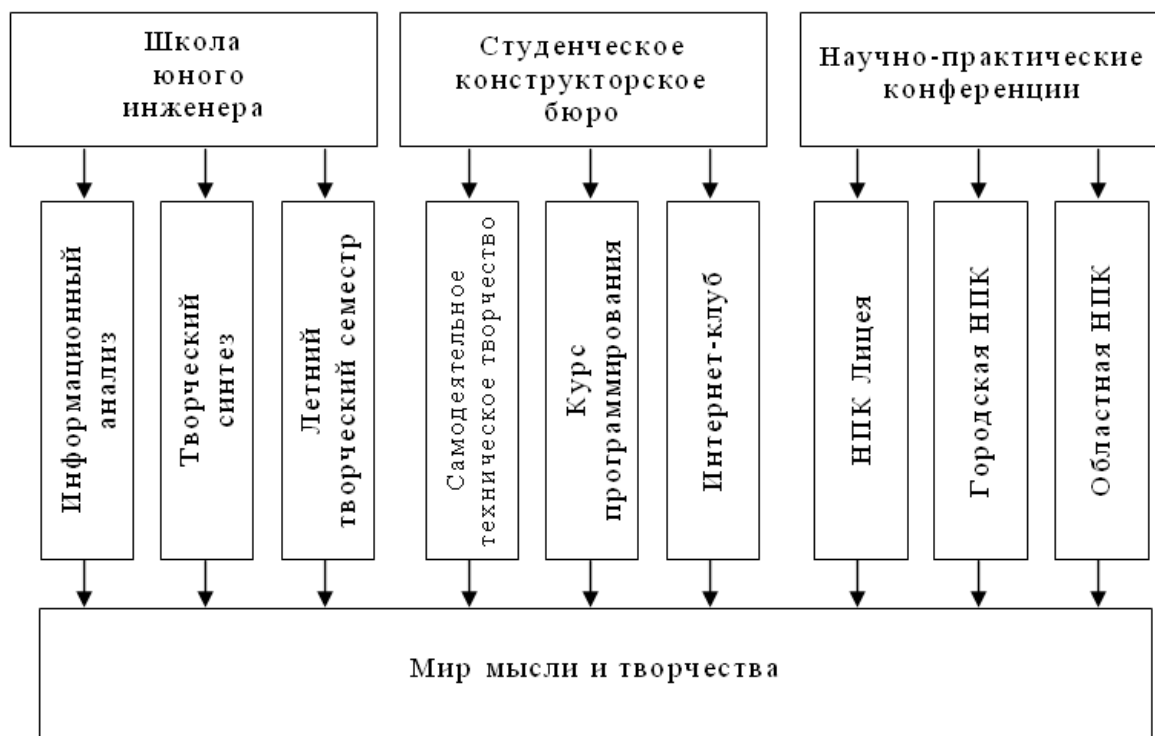 Школа
юного
инженера
Студенческое
конструкторское
бюро
Научно-практические
конференции
Информационный
анализ
Творческий
синтез
Летний
творческий семестр
Самодеятельное
техническое творчество
Курс
программирования
Интернет-клуб
НПК Лицея
Городская НПК
Областная НПК
Мир мысли и творчества